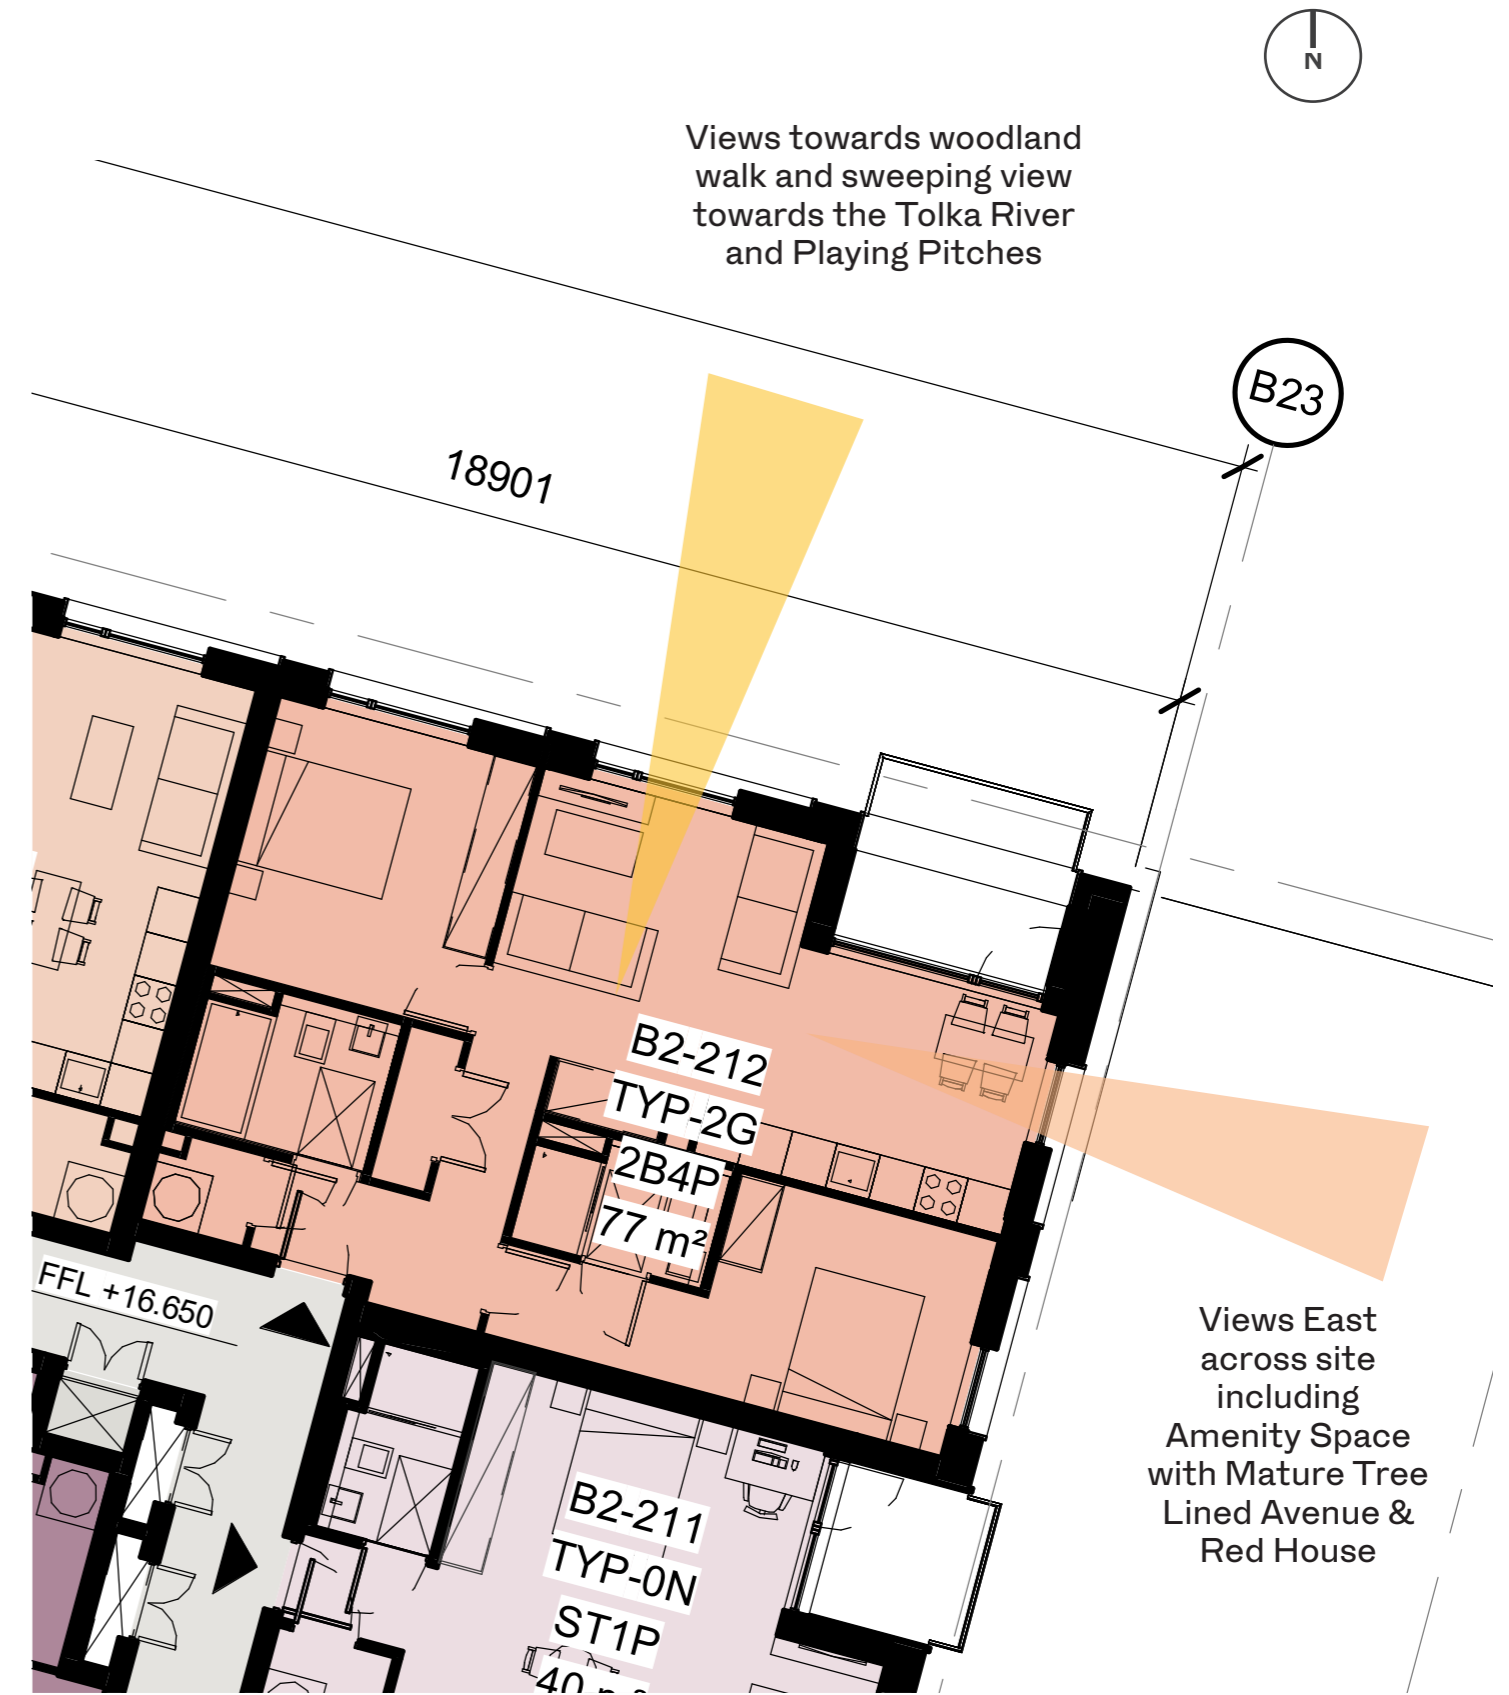 N
Views towards woodland
walk and sweeping view
towards the Tolka River
and Playing Pitches
B23
18901
B2-212
TYP-2G
2B4P
77 m²
FFL +16.650
Views East
across site
including
Amenity Space
with Mature Tree
Lined Avenue &
Red House
B2-211
TYP-0N
ST1P
40